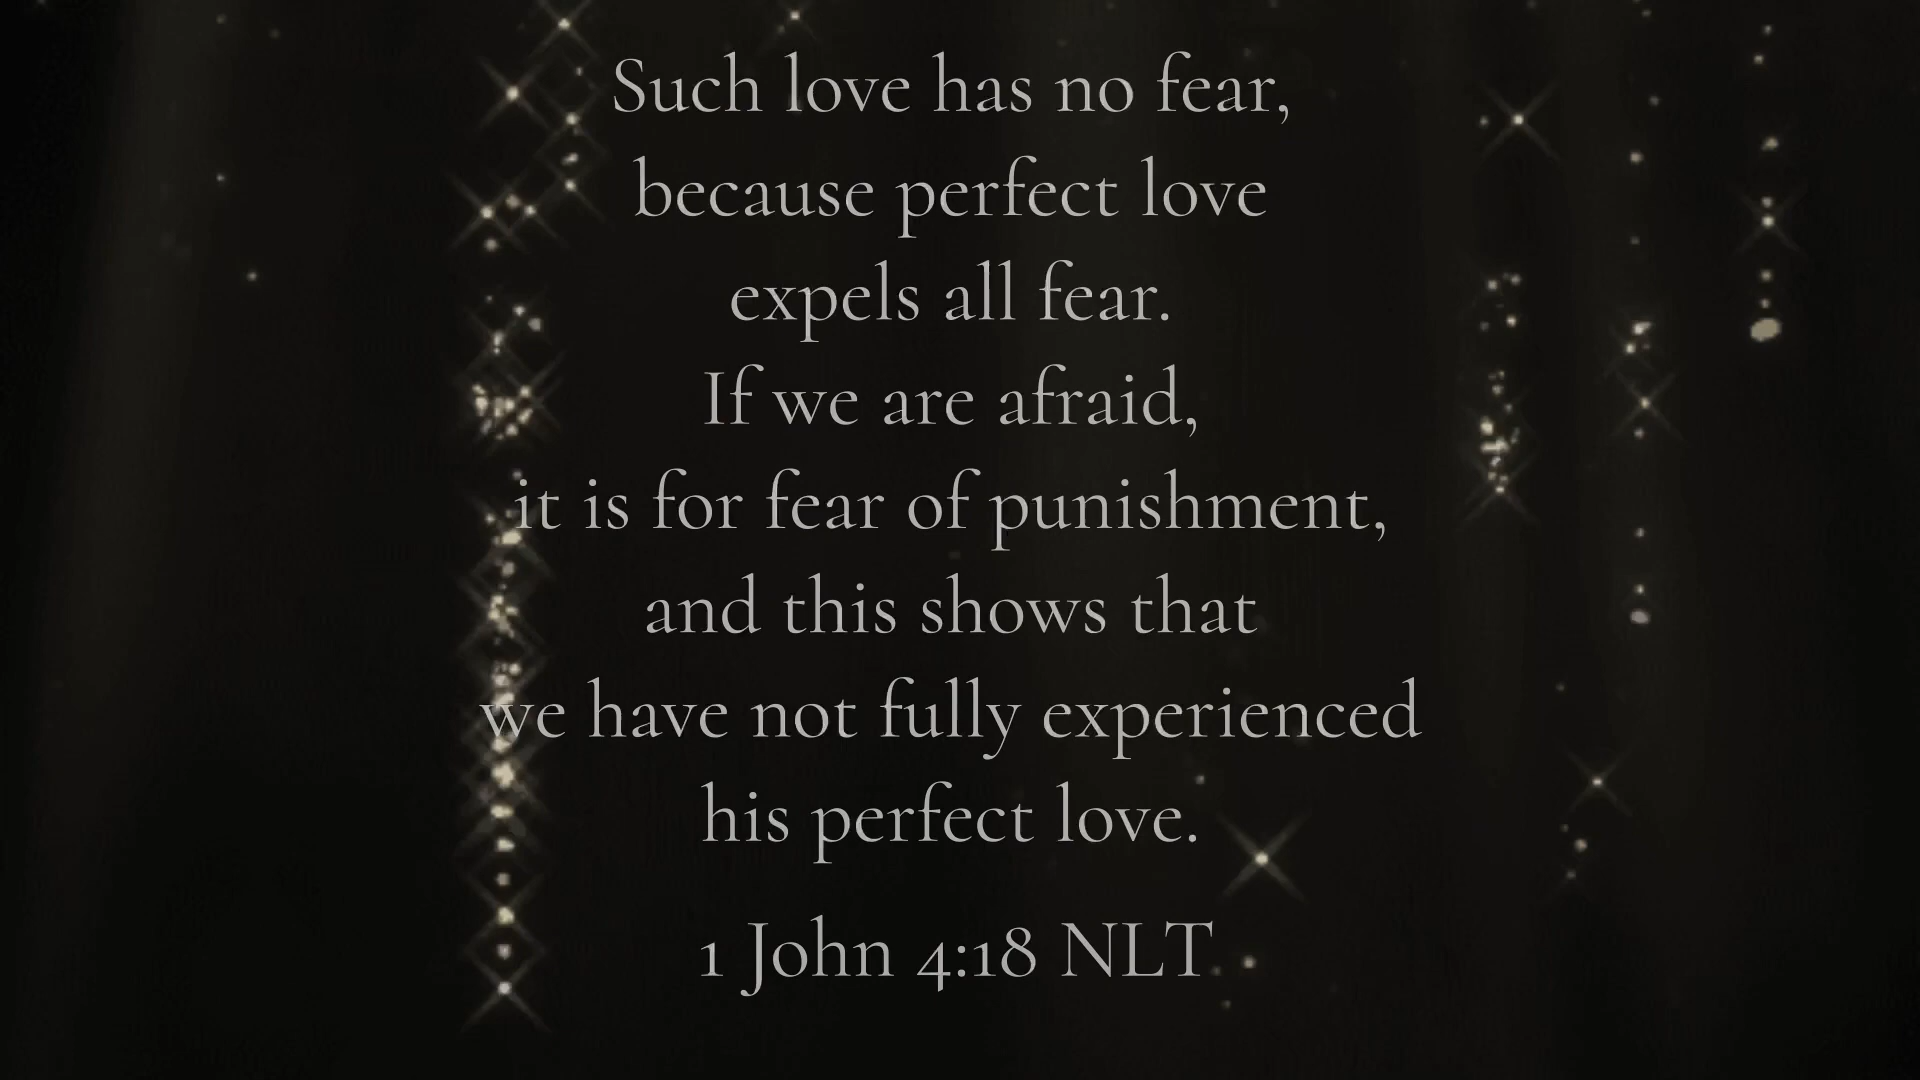 Such love has no fear,
because perfect love
expels all fear.
If we are afraid,
it is for fear of punishment,
and this shows that
we have not fully experienced
his perfect love.
1 John 4:18 NLT